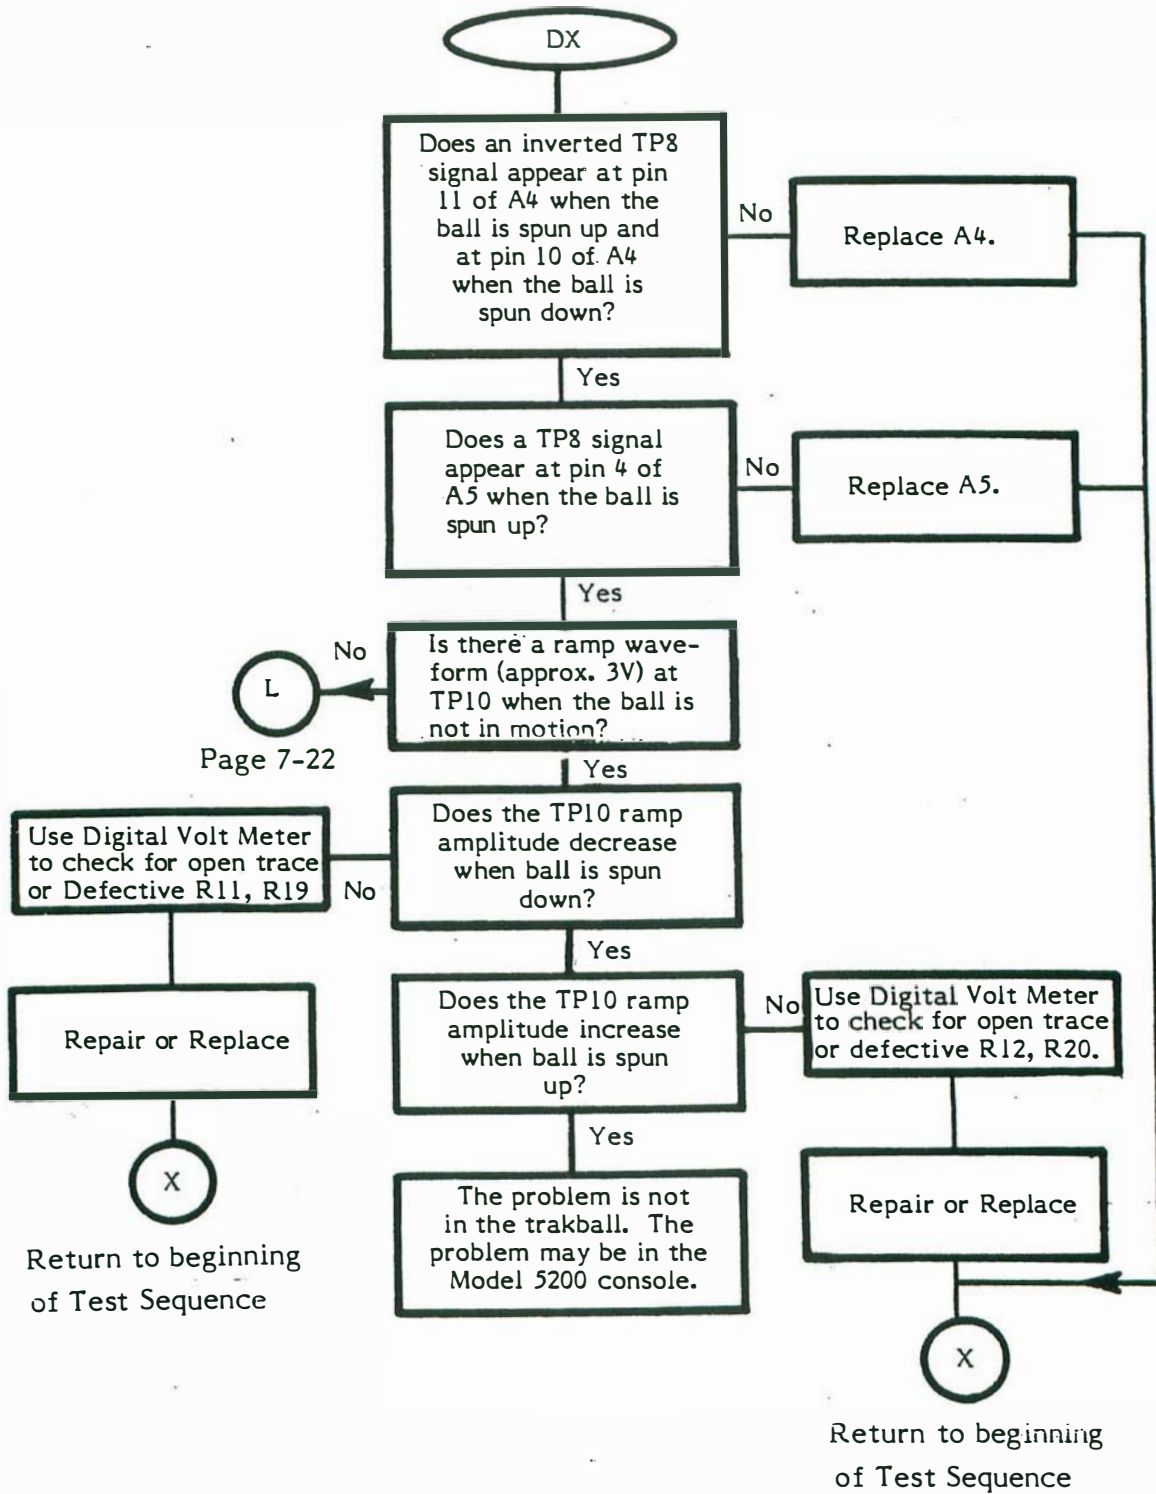 DX
Does an inverted TP8
signal appear at pin
11 of A4 when the
ball is spun up and
at pin 10 of A4
when the ball is
spun down?
No
Replace A4.
Yes
Does a TP8 signal
appear at pin 4 of
A5 when the ball is
spun up?
No
Replace A5.
Yes
Is there a ramp wave-
form (approx. 3V) at
TP10 when the ball is
not in motion?
No
L
Page 7-22
Yes
Does the TP10 ramp
amplitude decrease
when ball is spun
down?
No
Use Digital Volt Meter
to check for open trace
or Defective R11, R19
Repair or Replace
X
Return to beginning
of Test Sequence
Yes
Does the TP10 ramp
amplitude increase
when ball is spun
up?
No
Use Digital Volt Meter
to check for open trace
or defective R12, R20.
Repair or Replace
X
Return to beginning
of Test Sequence
Yes
The problem is not
in the trakball. The
problem may be in the
Model 5200 console.